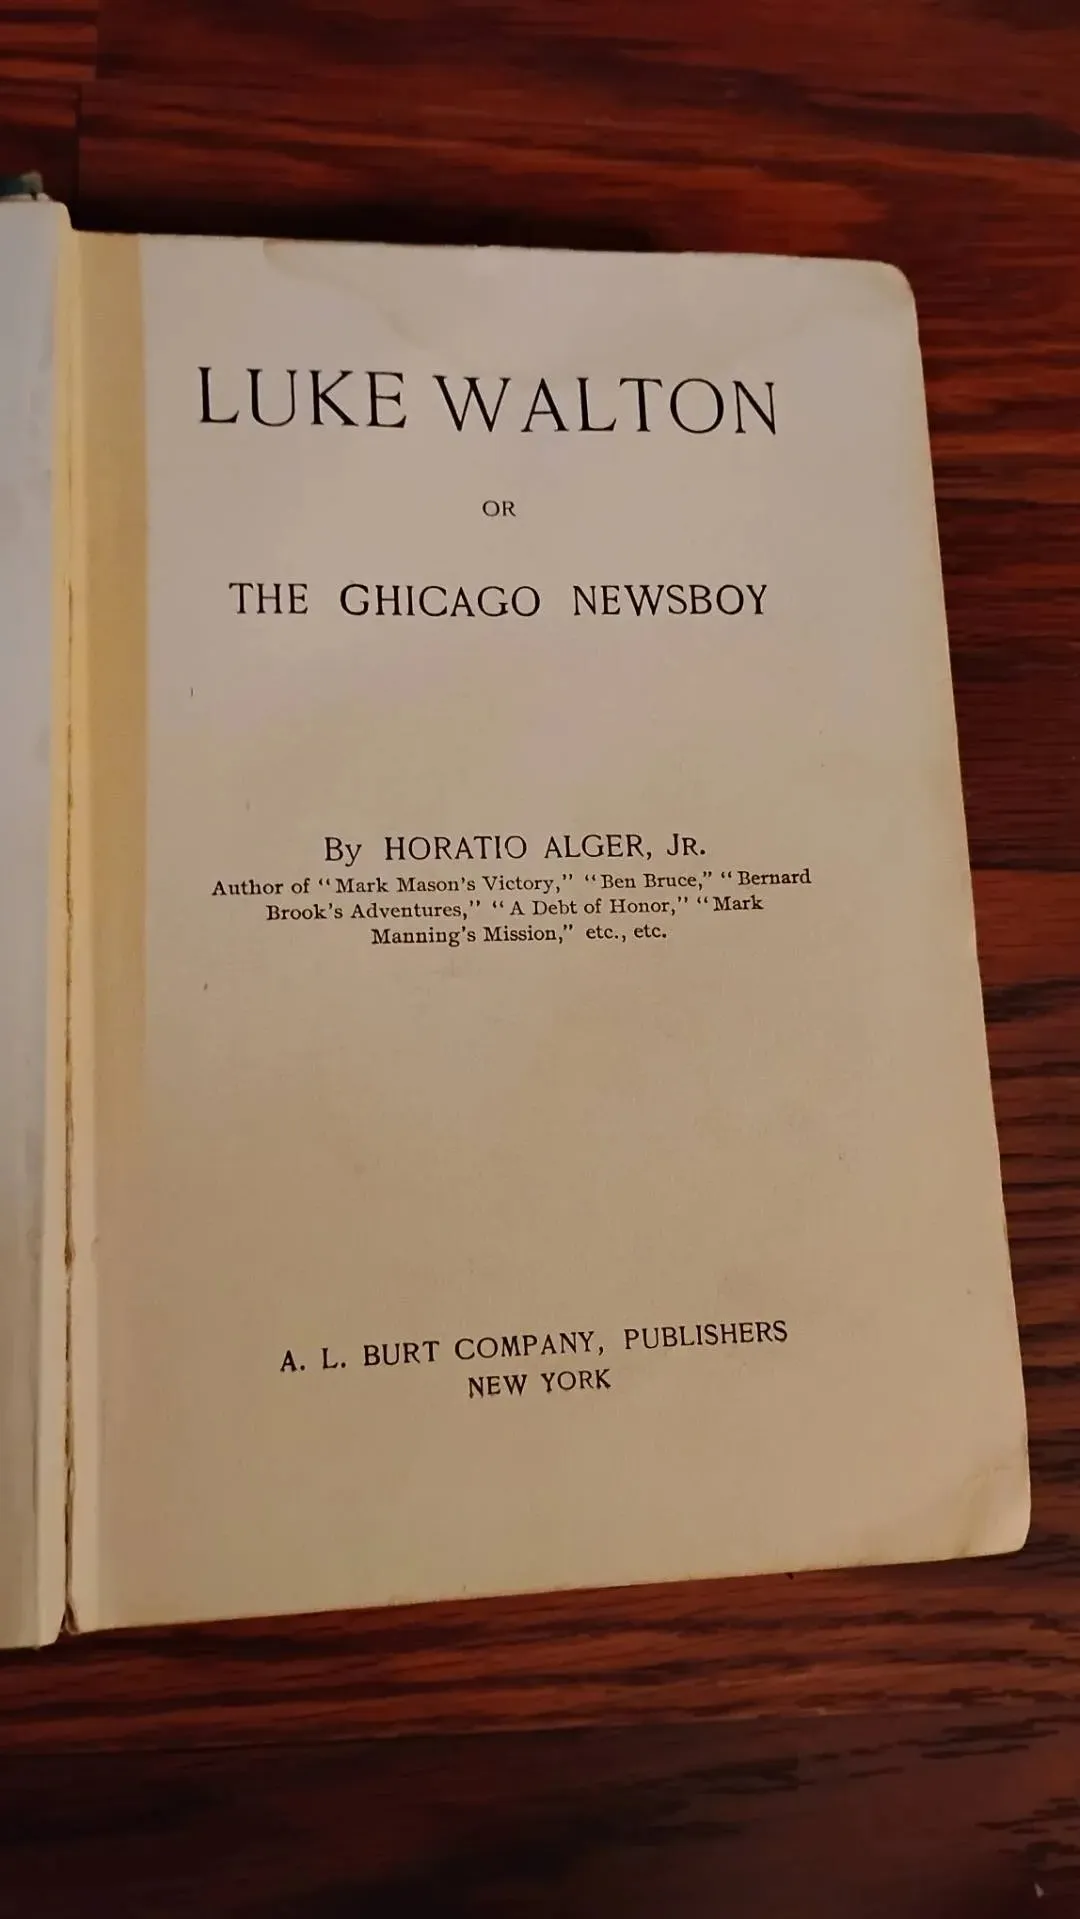 LUKE WALTON
OR
THE GHICAGO NEWSBOY
By HORATIO ALGER, JR.
Author of "Mark Mason's Victory," "Ben Bruce," "Bernard
Brook's Adventures," "A Debt of Honor," "Mark
Manning's Mission," etc., etc.
A. L. BURT COMPANY, PUBLISHERS
NEW YORK